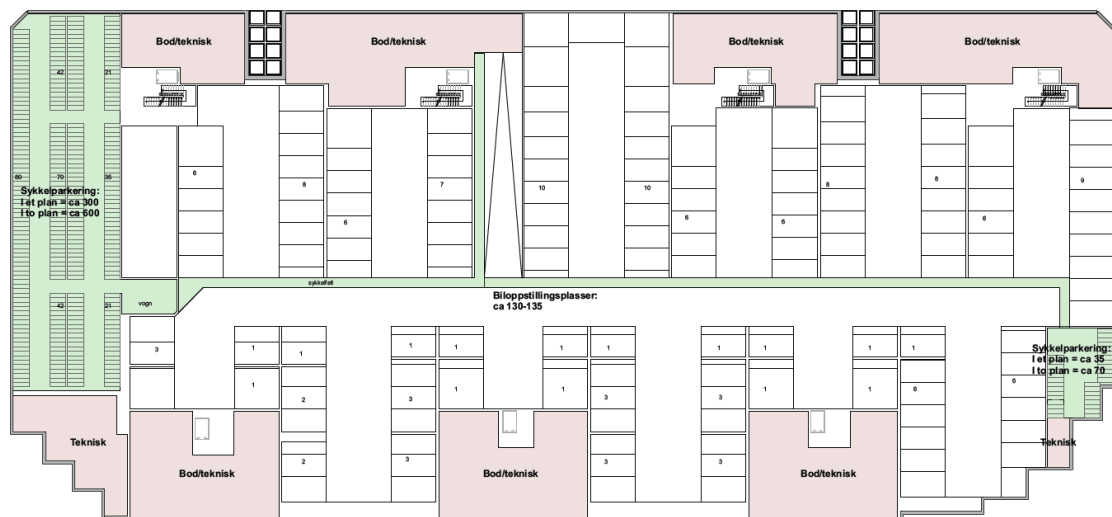 Bod/teknisk
Bod/teknisk
Bod/teknisk
Bod/teknisk
42
21
80
70
35
Sykkelparkering:
I et plan = ca 300
I to plan = ca 600
6
8
6
7
10
10
6
6
8
8
6
9
sykkelfelt
42
21
vogn
Biloppstillingsplasser:
ca 130-135
3
1
1
1
1
1
1
1
1
1
1
Sykkelparkering:
I et plan = ca 35
I to plan = ca 70
1
2
3
1
1
3
3
1
1
6
6
Teknisk
Bod/teknisk
2
3
Bod/teknisk
3
3
Bod/teknisk
Teknisk